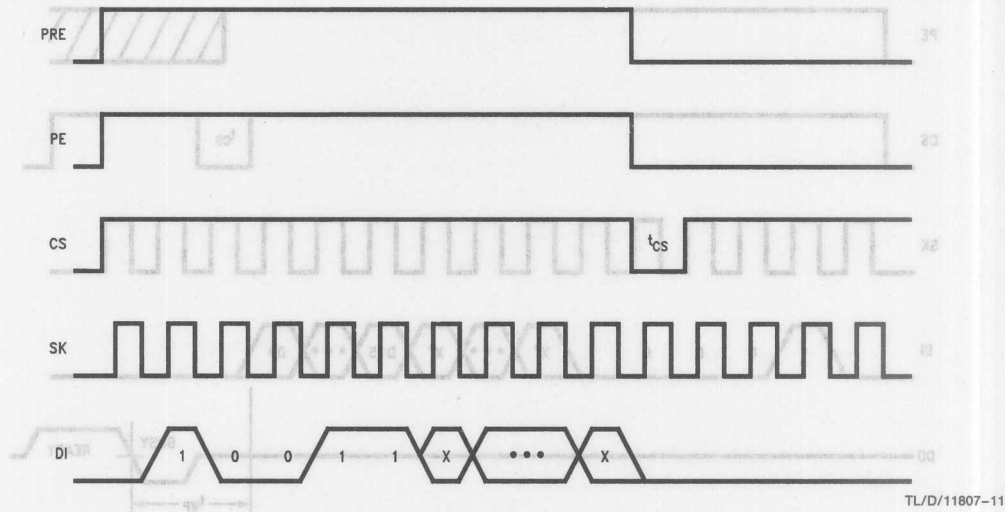 PRE
PE
CS
tCS
SK
DI
1 0 0 1 1 X ••• X
TL/D/11807–11